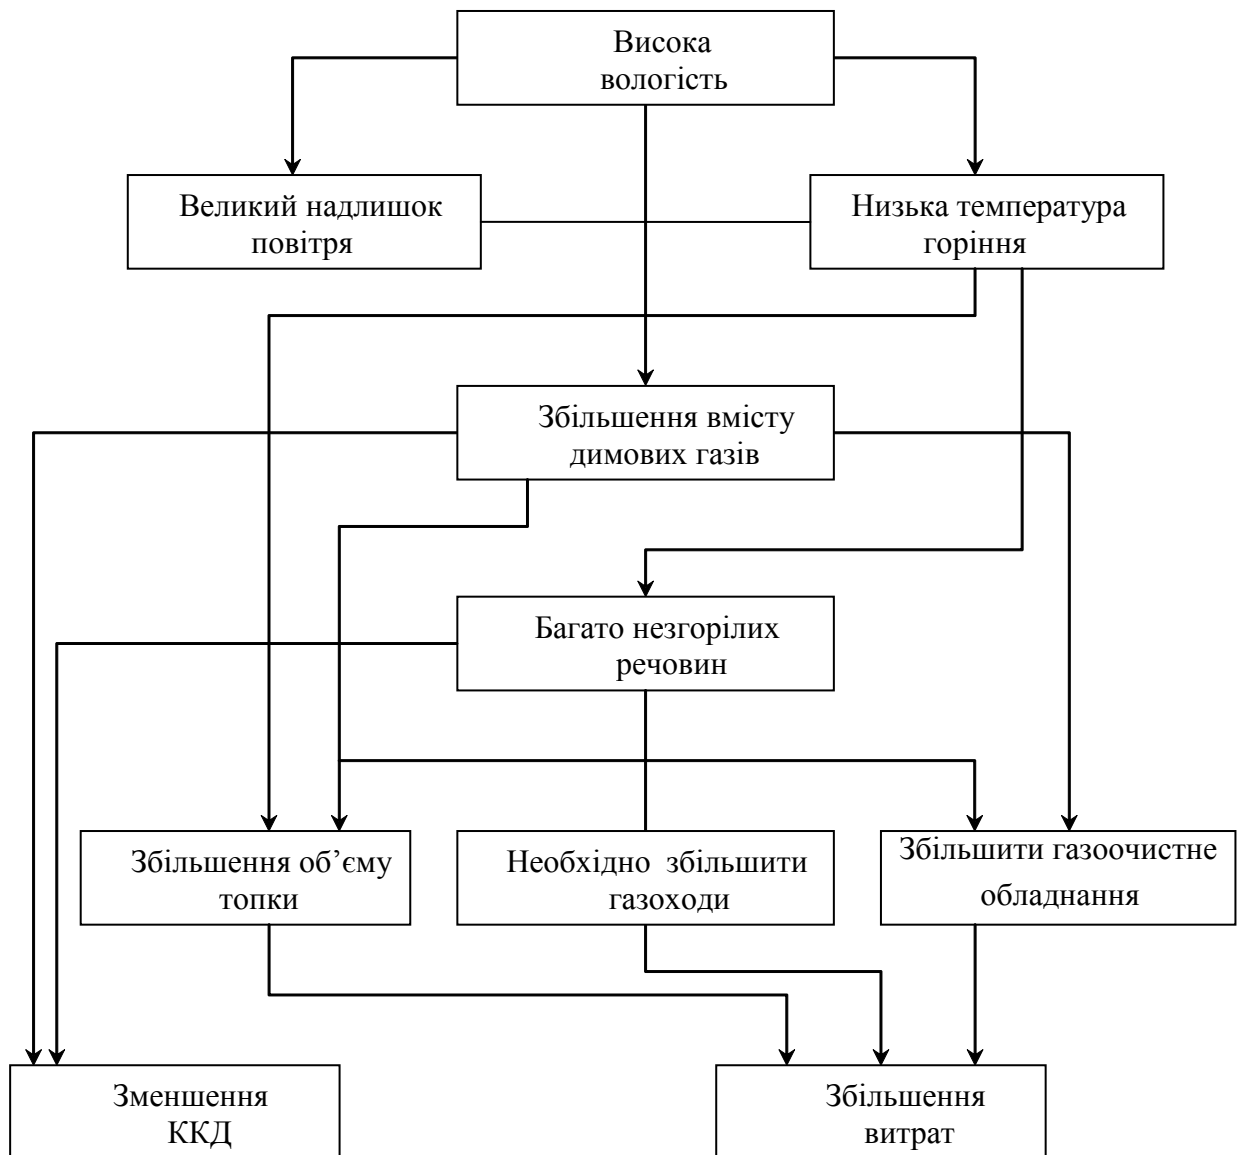 Висока
вологість
Великий надлишок
повітря
Низька температура
горіння
Збільшення вмісту
димових газів
Багато незгорілих
речовин
Збільшення об’єму
топки
Необхідно збільшити
газоходи
Збільшити газоочистне
обладнання
Зменшення
ККД
Збільшення
витрат